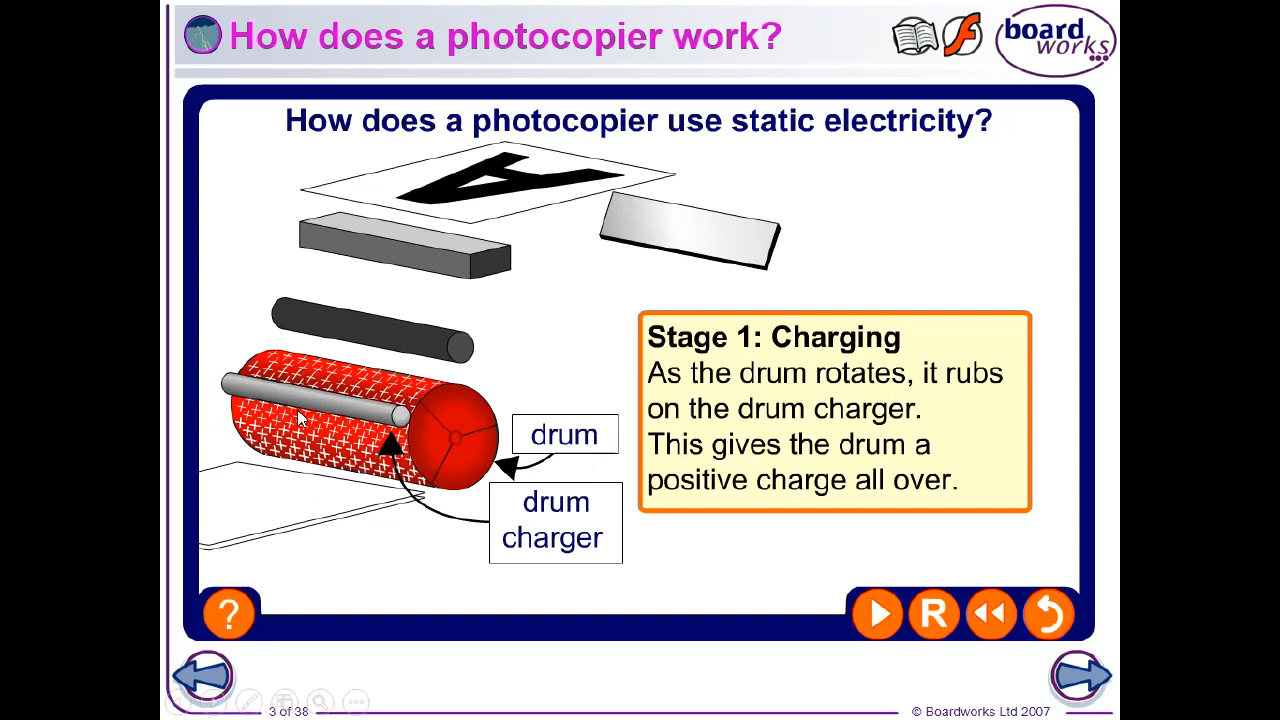 How does a photocopier work?
board
works
How does a photocopier use static electricity?
A
Stage 1: Charging
As the drum rotates, it rubs
on the drum charger.
This gives the drum a
positive charge all over.
drum
drum
charger
?
R
3 of 38
© Boardworks Ltd 2007